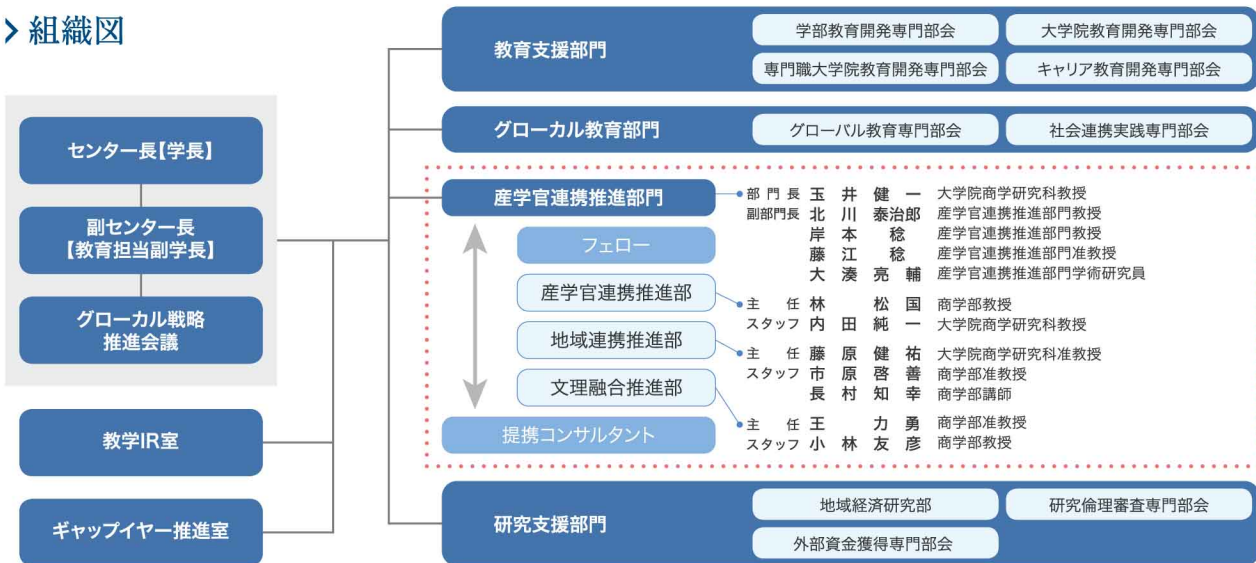 組織図
センター長【学長】
副センター長
【教育担当副学長】
グローカル戦略
推進会議
教学IR室
ギャップイヤー推進室
教育支援部門
学部教育開発専門部会
大学院教育開発専門部会
専門職大学院教育開発専門部会
キャリア教育開発専門部会
グローカル教育部門
グローバル教育専門部会
社会連携実践専門部会
産学官連携推進部門
フェロー
産学官連携推進部
地域連携推進部
文理融合推進部
提携コンサルタント
部門長 玉井健一 大学院商学研究科教授
副部門長 北川泰治郎 産学官連携推進部門教授
岸本稔 産学官連携推進部門教授
藤江稔 産学官連携推進部門准教授
大湊亮輔 産学官連携推進部門学術研究員
主任 林松国 商学部教授
スタッフ 内田純一 大学院商学研究科教授
主任 藤原健祐 大学院商学研究科准教授
スタッフ 市原啓善 商学部准教授
長村知幸 商学部講師
主任 王力勇 商学部准教授
スタッフ 小林友彦 商学部教授
研究支援部門
地域経済研究部
研究倫理審査専門部会
外部資金獲得専門部会